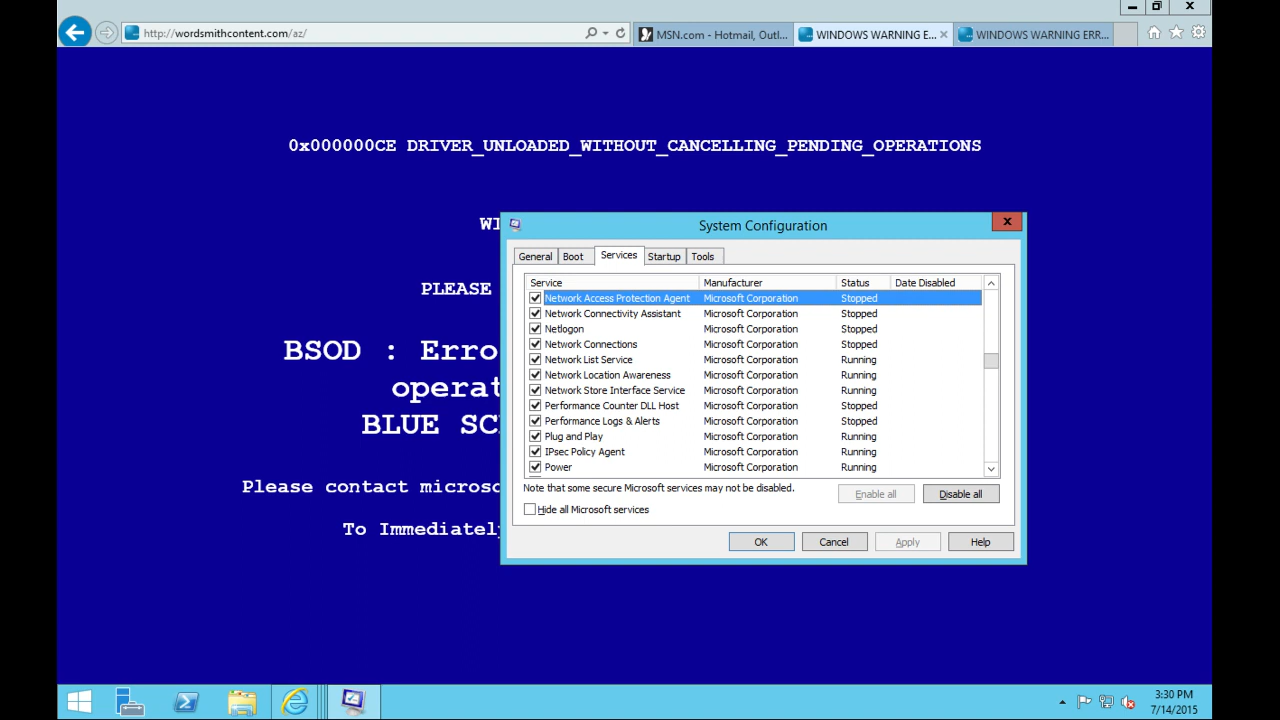 http://wordsmithcontent.com/az/
MSN.com - Hotmail, Outl...
WINDOWS WARNING E...
WINDOWS WARNING ERR...
0x000000CE DRIVER_UNLOADED_WITHOUT_CANCELLING_PENDING_OPERATIONS
WI
PLEASE
BSOD : Erro
operat
BLUE SC
Please contact micros
To Immediatel
System Configuration
General Boot Services Startup Tools
Service Manufacturer Status Date Disabled
Network Access Protection Agent Microsoft Corporation Stopped
Network Connectivity Assistant Microsoft Corporation Stopped
Netlogon Microsoft Corporation Stopped
Network Connections Microsoft Corporation Stopped
Network List Service Microsoft Corporation Running
Network Location Awareness Microsoft Corporation Running
Network Store Interface Service Microsoft Corporation Running
Performance Counter DLL Host Microsoft Corporation Stopped
Performance Logs & Alerts Microsoft Corporation Stopped
Plug and Play Microsoft Corporation Running
IPsec Policy Agent Microsoft Corporation Running
Power Microsoft Corporation Running
Note that some secure Microsoft services may not be disabled.
Enable all Disable all
Hide all Microsoft services
OK Cancel Apply Help
3:30 PM
7/14/2015